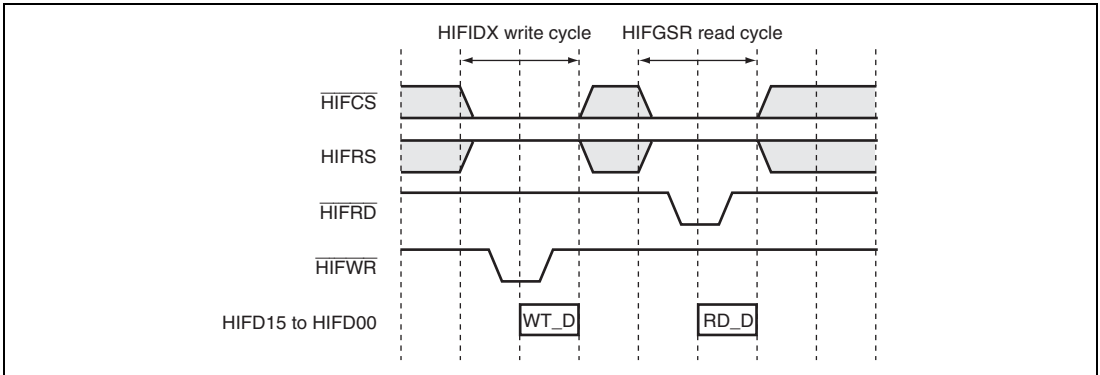 HIFIDX write cycle HIFGSR read cycle
HIFCS
HIFRS
HIFRD
HIFWR
HIFD15 to HIFD00 WT_D RD_D